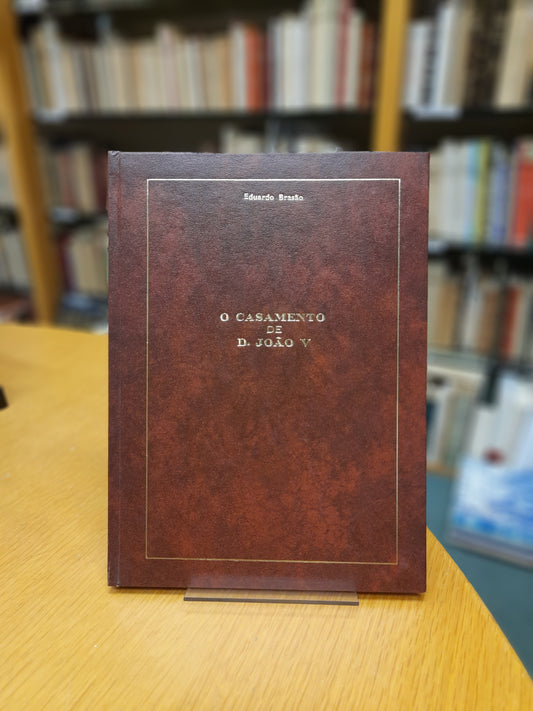 Eduardo Brasão
O CASAMENTO
DE
D. JOÃO V